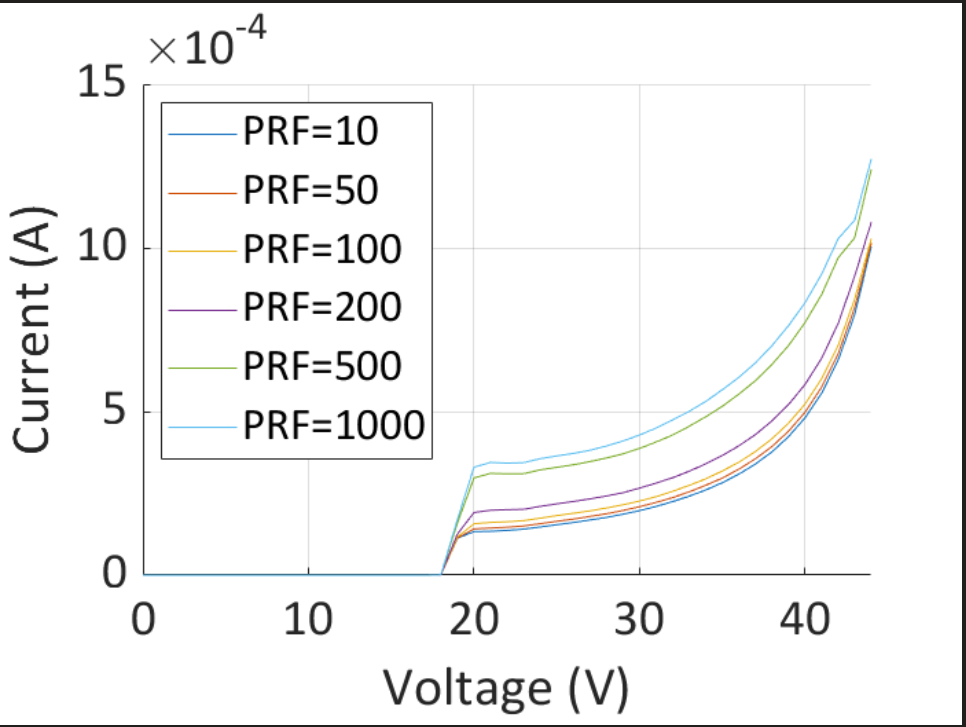 ×10⁻⁴
15
10
5
0
Current (A)
PRF=10
PRF=50
PRF=100
PRF=200
PRF=500
PRF=1000
0 10 20 30 40
Voltage (V)